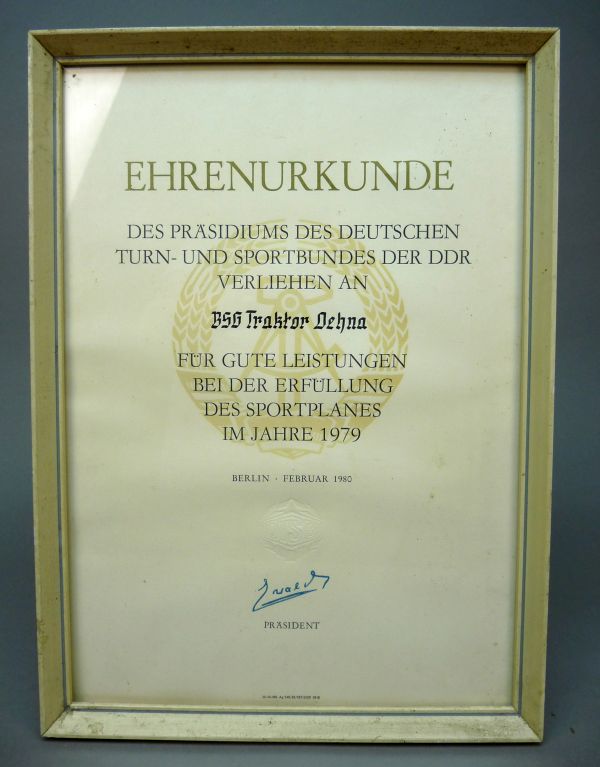 EHRENURKUNDE
DES PRÄSIDIUMS DES DEUTSCHEN
TURN- UND SPORTBUNDES DER DDR
VERLIEHEN AN
BSG Traktor Oehna
FÜR GUTE LEISTUNGEN
BEI DER ERFÜLLUNG
DES SPORTPLANES
IM JAHRE 1979
BERLIN · FEBRUAR 1980
Ewald
PRÄSIDENT